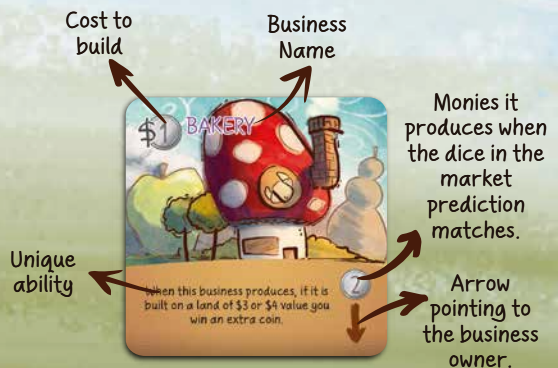 Cost to
build
Business
Name
$1 BAKERY
Monies it
produces when
the dice in the
market
prediction
matches.
Unique
ability
When this business produces, if it is
built on a land of $3 or $4 value you
win an extra coin.
2
Arrow
pointing to
the business
owner.